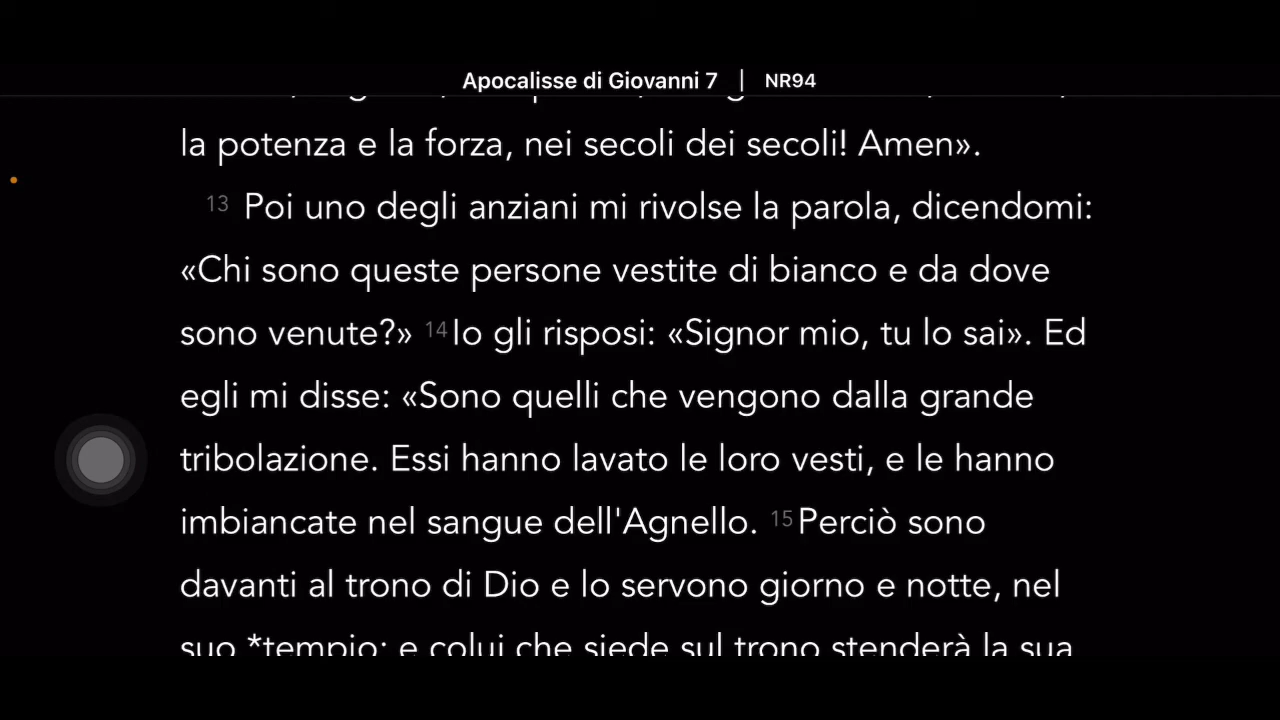 Apocalisse di Giovanni 7 | NR94
la potenza e la forza, nei secoli dei secoli! Amen».
13 Poi uno degli anziani mi rivolse la parola, dicendomi:
«Chi sono queste persone vestite di bianco e da dove
sono venute?» 14 Io gli risposi: «Signor mio, tu lo sai». Ed
egli mi disse: «Sono quelli che vengono dalla grande
tribolazione. Essi hanno lavato le loro vesti, e le hanno
imbiancate nel sangue dell'Agnello. 15 Perciò sono
davanti al trono di Dio e lo servono giorno e notte, nel
suo *tempio; e colui che siede sul trono stenderà la sua